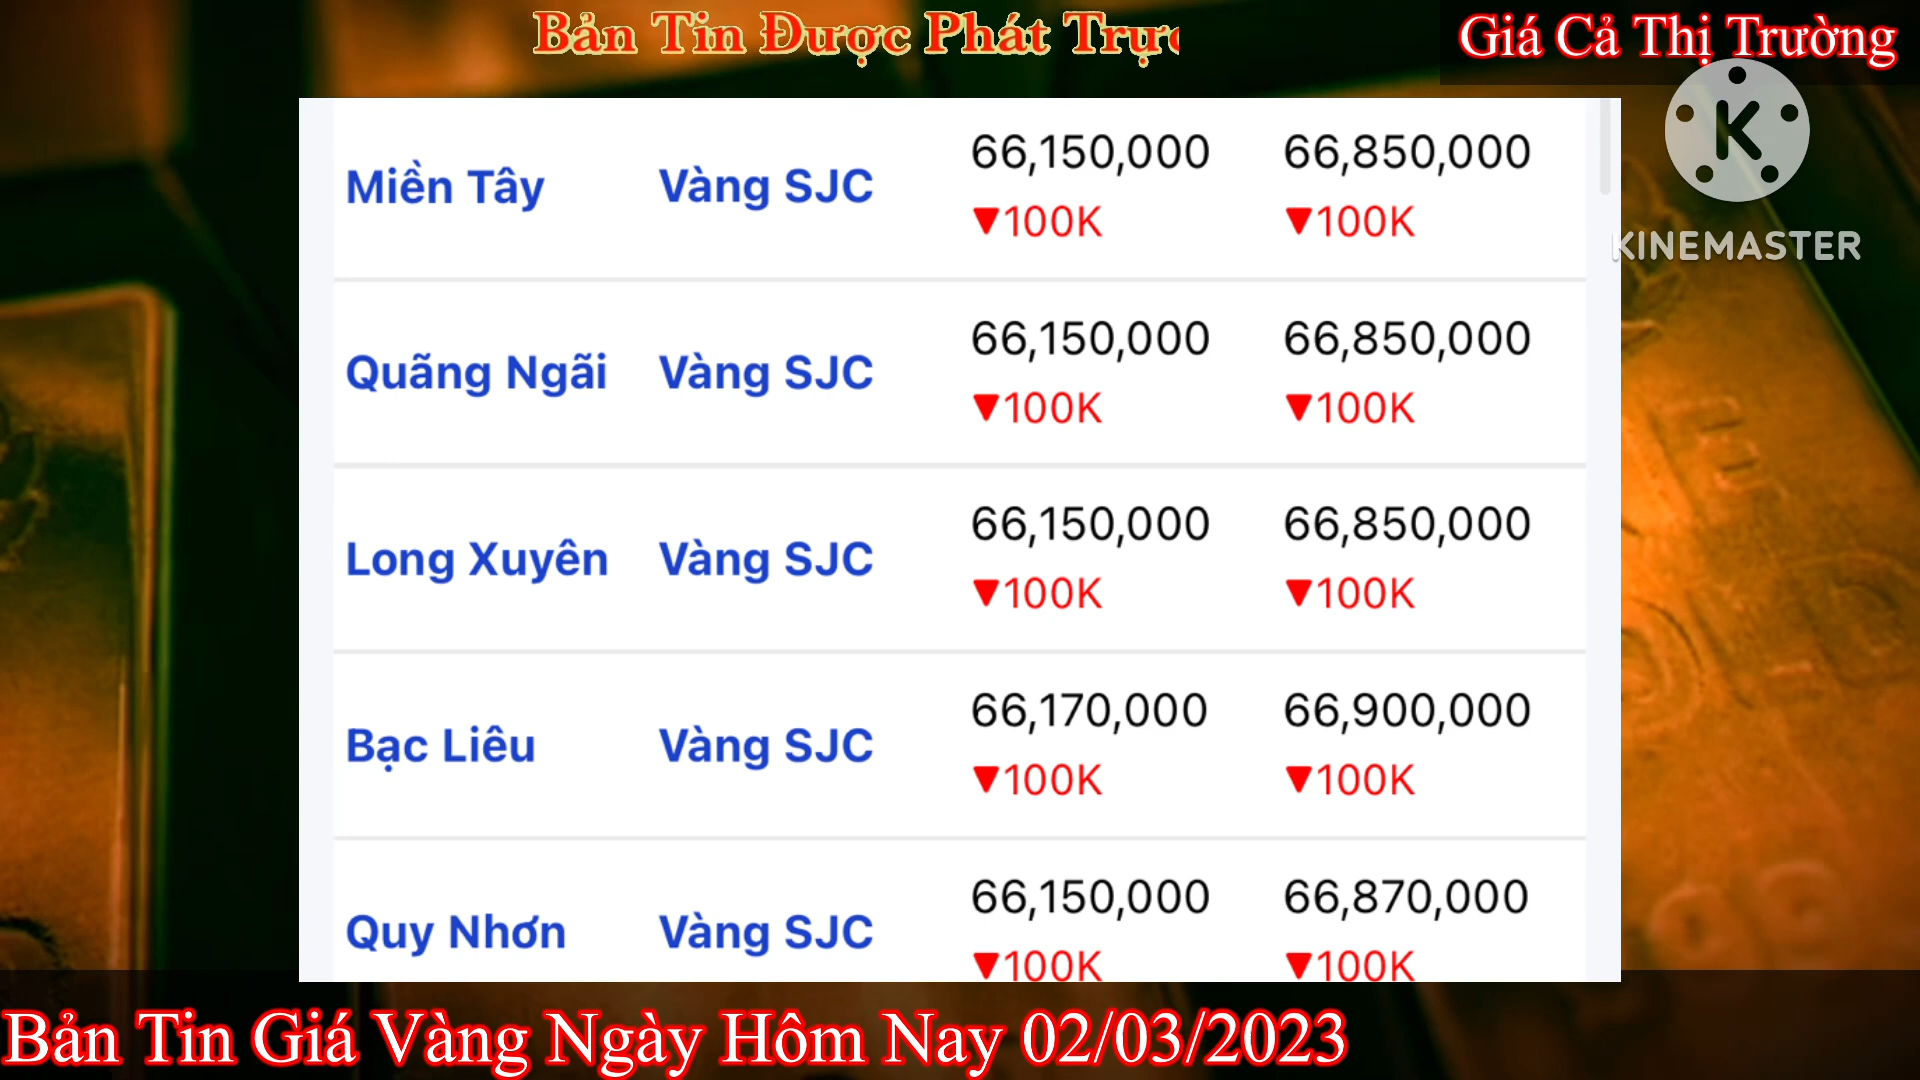 Bản Tin Được Phát
Giá Cả Thị Trường
K
KINEMASTER
Miền Tây Vàng SJC 66,150,000 66,850,000
▼100K ▼100K
Quãng Ngãi Vàng SJC 66,150,000 66,850,000
▼100K ▼100K
Long Xuyên Vàng SJC 66,150,000 66,850,000
▼100K ▼100K
Bạc Liêu Vàng SJC 66,170,000 66,900,000
▼100K ▼100K
Quy Nhơn Vàng SJC 66,150,000 66,870,000
▼100K ▼100K
Bản Tin Giá Vàng Ngày Hôm Nay 02/03/2023